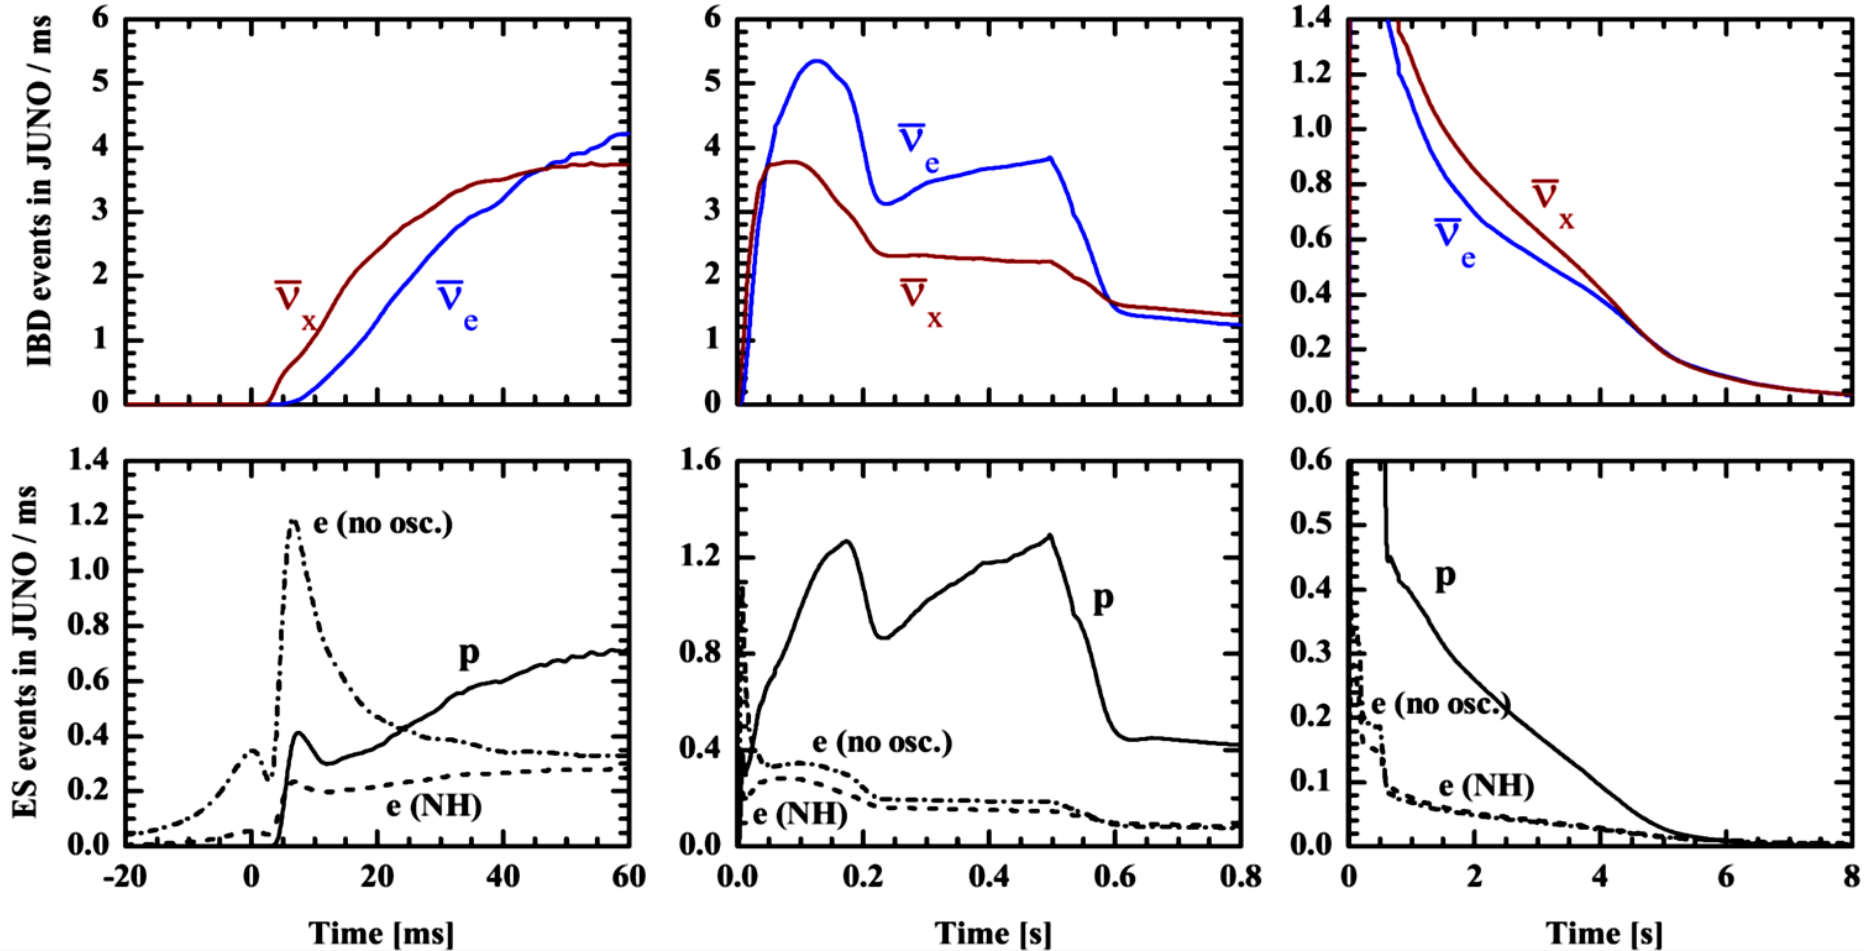 IBD events in JUNO / ms
6
5
4
3
2
1
0
ν̄x
ν̄e
6
5
4
3
2
1
0
ν̄e
ν̄x
1.4
1.2
1.0
0.8
0.6
0.4
0.2
0.0
ν̄x
ν̄e
ES events in JUNO / ms
1.4
1.2
1.0
0.8
0.6
0.4
0.2
0.0
e (no osc.)
p
e (NH)
-20 0 20 40 60
Time [ms]
1.6
1.2
0.8
0.4
0.0
p
e (no osc.)
e (NH)
0.0 0.2 0.4 0.6 0.8
Time [s]
0.6
0.5
0.4
0.3
0.2
0.1
0.0
p
e (no osc.)
e (NH)
0 2 4 6 8
Time [s]